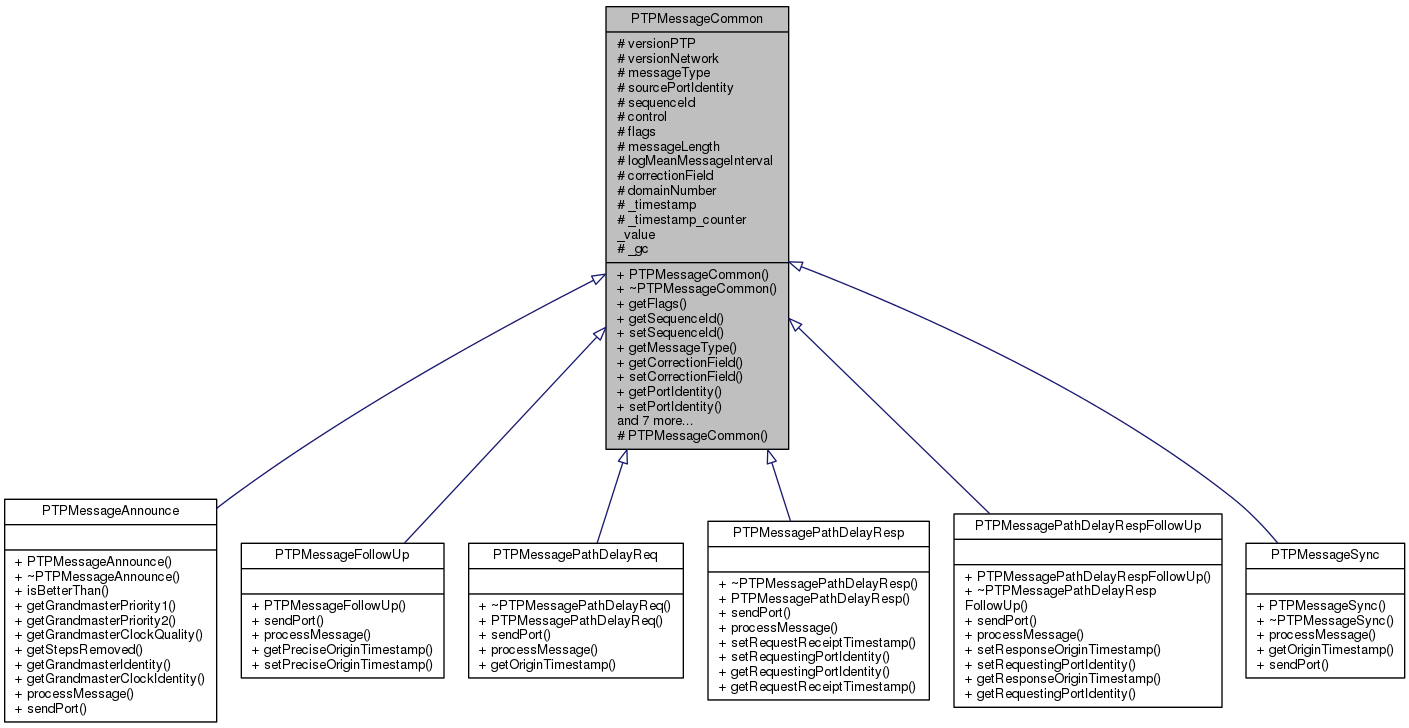 PTPMessageCommon
# versionPTP
# versionNetwork
# messageType
# sourcePortIdentity
# sequenceId
# control
# flags
# messageLength
# logMeanMessageInterval
# correctionField
# domainNumber
# _timestamp
# _timestamp_counter
_value
# _gc
+ PTPMessageCommon()
+ ~PTPMessageCommon()
+ getFlags()
+ getSequenceId()
+ setSequenceId()
+ getMessageType()
+ getCorrectionField()
+ setCorrectionField()
+ getPortIdentity()
+ setPortIdentity()
and 7 more...
# PTPMessageCommon()
PTPMessageAnnounce
+ PTPMessageAnnounce()
+ ~PTPMessageAnnounce()
+ isBetterThan()
+ getGrandmasterPriority1()
+ getGrandmasterPriority2()
+ getGrandmasterClockQuality()
+ getStepsRemoved()
+ getGrandmasterIdentity()
+ getGrandmasterClockIdentity()
+ processMessage()
+ sendPort()
PTPMessageFollowUp
+ PTPMessageFollowUp()
+ sendPort()
+ processMessage()
+ getPreciseOriginTimestamp()
+ setPreciseOriginTimestamp()
PTPMessagePathDelayReq
+ ~PTPMessagePathDelayReq()
+ PTPMessagePathDelayReq()
+ sendPort()
+ processMessage()
+ getOriginTimestamp()
PTPMessagePathDelayResp
+ ~PTPMessagePathDelayResp()
+ PTPMessagePathDelayResp()
+ sendPort()
+ processMessage()
+ setRequestReceiptTimestamp()
+ setRequestingPortIdentity()
+ getRequestingPortIdentity()
+ getRequestReceiptTimestamp()
PTPMessagePathDelayRespFollowUp
+ PTPMessagePathDelayRespFollowUp()
+ ~PTPMessagePathDelayResp
FollowUp()
+ sendPort()
+ processMessage()
+ setResponseOriginTimestamp()
+ setRequestingPortIdentity()
+ getResponseOriginTimestamp()
+ getRequestingPortIdentity()
PTPMessageSync
+ PTPMessageSync()
+ ~PTPMessageSync()
+ processMessage()
+ getOriginTimestamp()
+ sendPort()